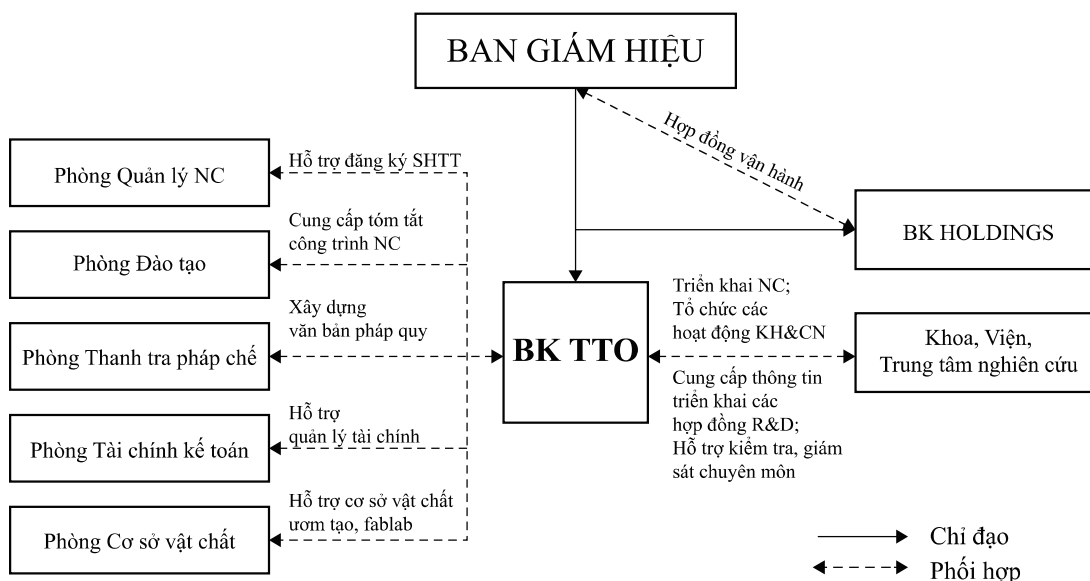 BAN GIÁM HIỆU
Hợp đồng vận hành
Phòng Quản lý NC
Hỗ trợ đăng ký SHTT
Phòng Đào tạo
Cung cấp tóm tắt
công trình NC
Phòng Thanh tra pháp chế
Xây dựng
văn bản pháp quy
Phòng Tài chính kế toán
Hỗ trợ
quản lý tài chính
Phòng Cơ sở vật chất
Hỗ trợ cơ sở vật chất
ươm tạo, fablab
BK TTO
BK HOLDINGS
Triển khai NC;
Tổ chức các
hoạt động KH&CN
Cung cấp thông tin
triển khai các
hợp đồng R&D;
Hỗ trợ kiểm tra, giám
sát chuyên môn
Khoa, Viện,
Trung tâm nghiên cứu
Chỉ đạo
Phối hợp